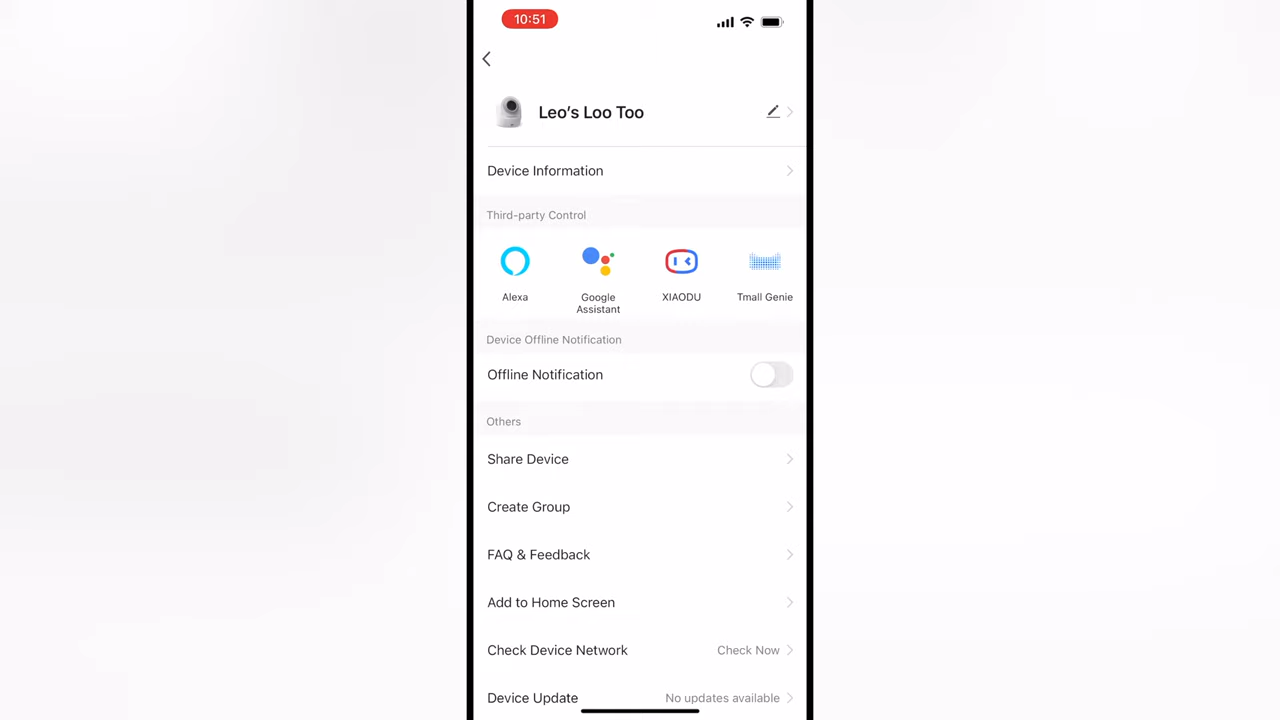 10:51
Leo's Loo Too
Device Information
Third-party Control
Alexa
Google
Assistant
XIAODU
Tmall Genie
Device Offline Notification
Offline Notification
Others
Share Device
Create Group
FAQ & Feedback
Add to Home Screen
Check Device Network Check Now
Device Update No updates available